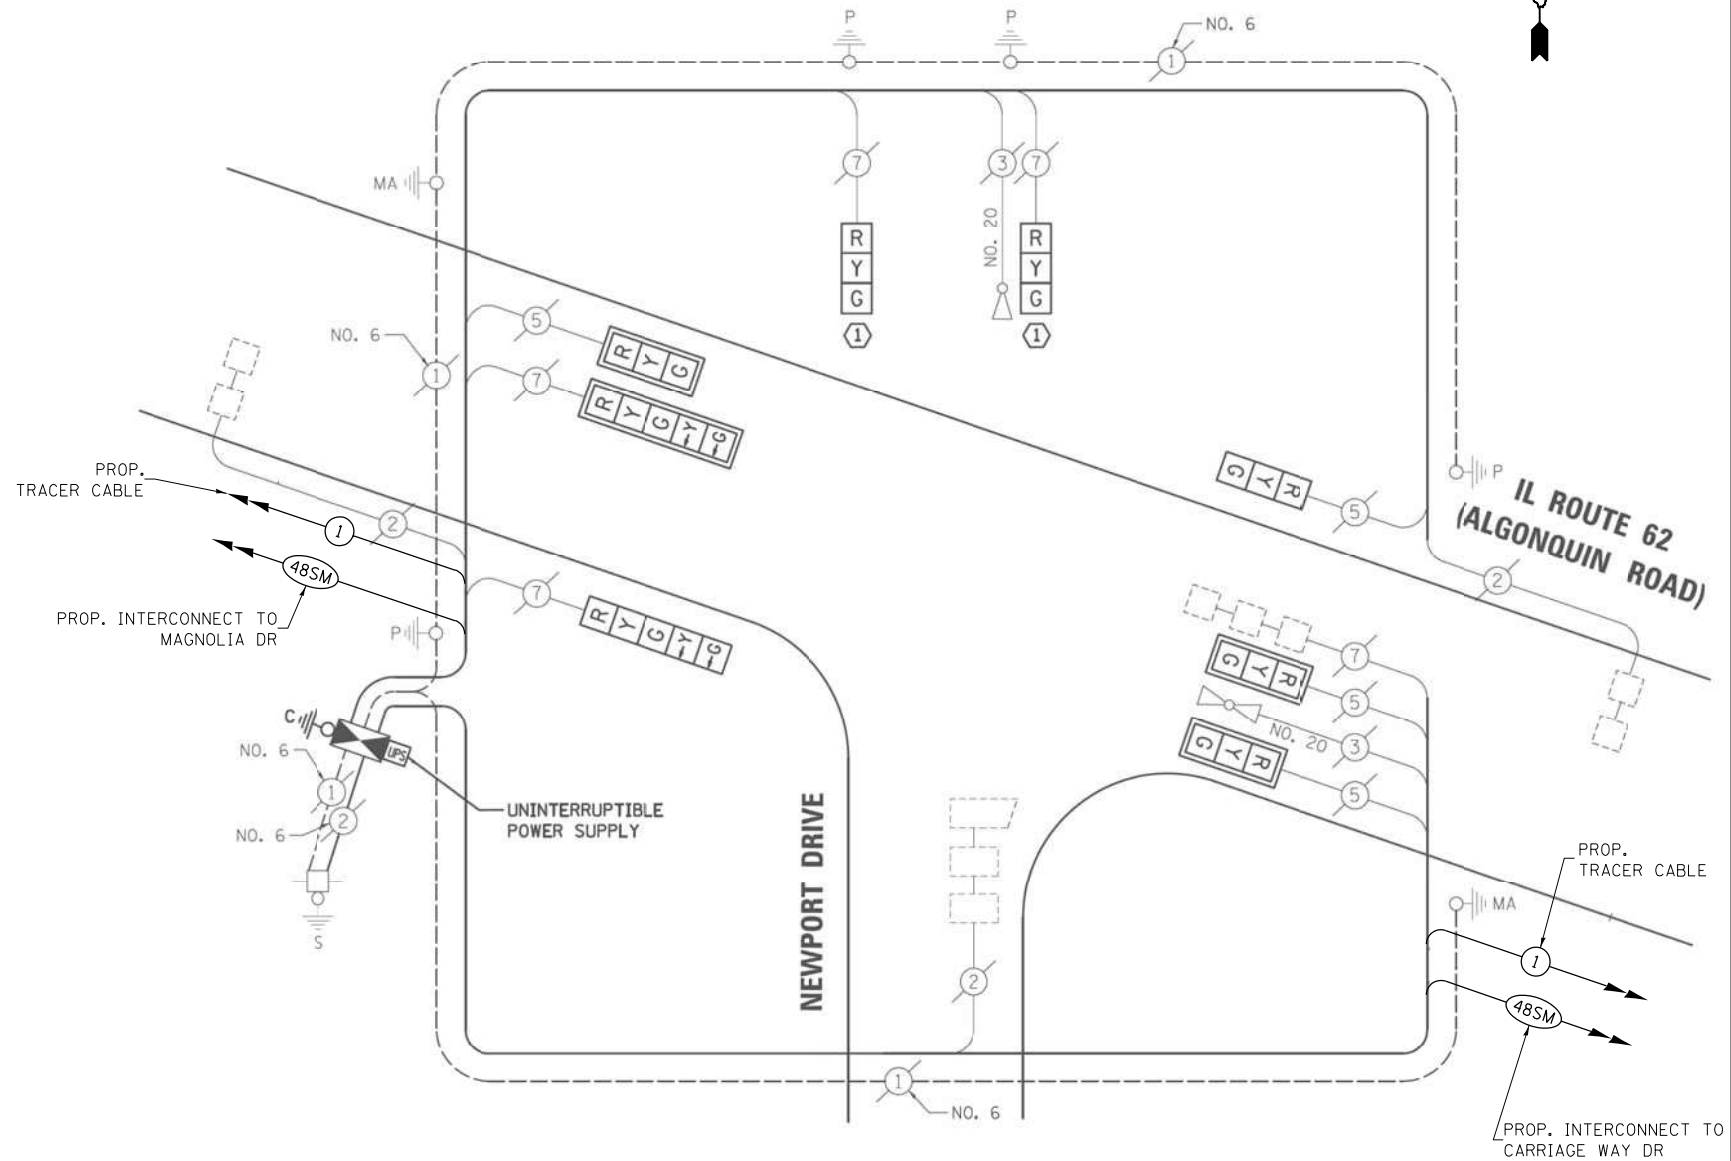 P
P
NO. 6
1
MA
7
3
7
NO. 20
R
Y
G
1
R
Y
G
1
NO. 6
1
5
R Y G
7
R Y G ←Y ←G
R Y G
5
P
IL ROUTE 62
(ALGONQUIN ROAD)
2
PROP.
TRACER CABLE
1
2
48SM
PROP. INTERCONNECT TO
MAGNOLIA DR
7
R Y G ←Y ←G
P
7
R Y G
5
NO. 20
3
R Y G
5
C
UPS
NO. 6
1
NO. 6
2
S
UNINTERRUPTIBLE
POWER SUPPLY
NEWPORT DRIVE
2
PROP.
TRACER CABLE
MA
1
48SM
1
NO. 6
PROP. INTERCONNECT TO
CARRIAGE WAY DR